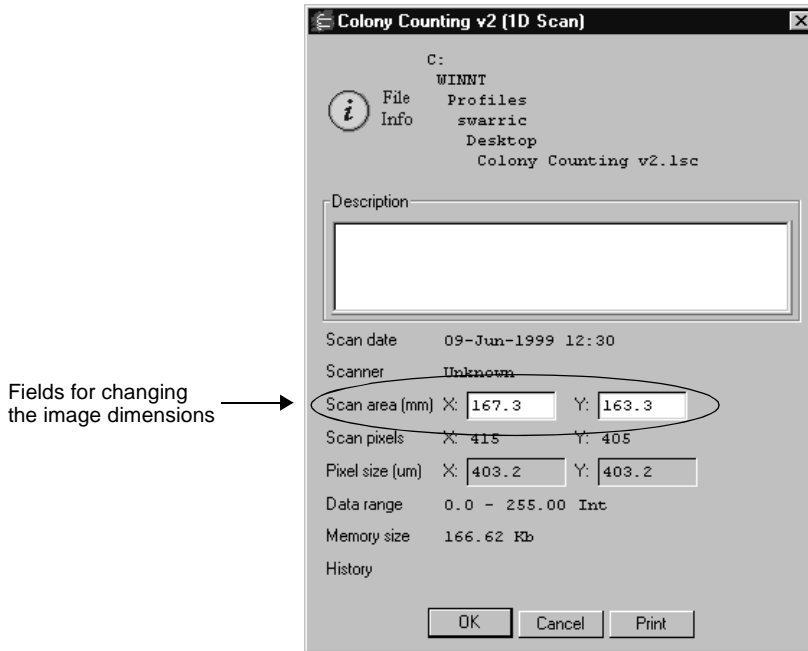 Colony Counting v2 (1D Scan)
C:
WINNT
File Profiles
Info swarric
Desktop
Colony Counting v2.lsc
Description
Scan date 09-Jun-1999 12:30
Scanner Unknown
Fields for changing
the image dimensions
Scan area (mm) X: 167.3 Y: 163.3
Scan pixels X: 415 Y: 405
Pixel size (um) X: 403.2 Y: 403.2
Data range 0.0 - 255.00 Int
Memory size 166.62 Kb
History
OK Cancel Print